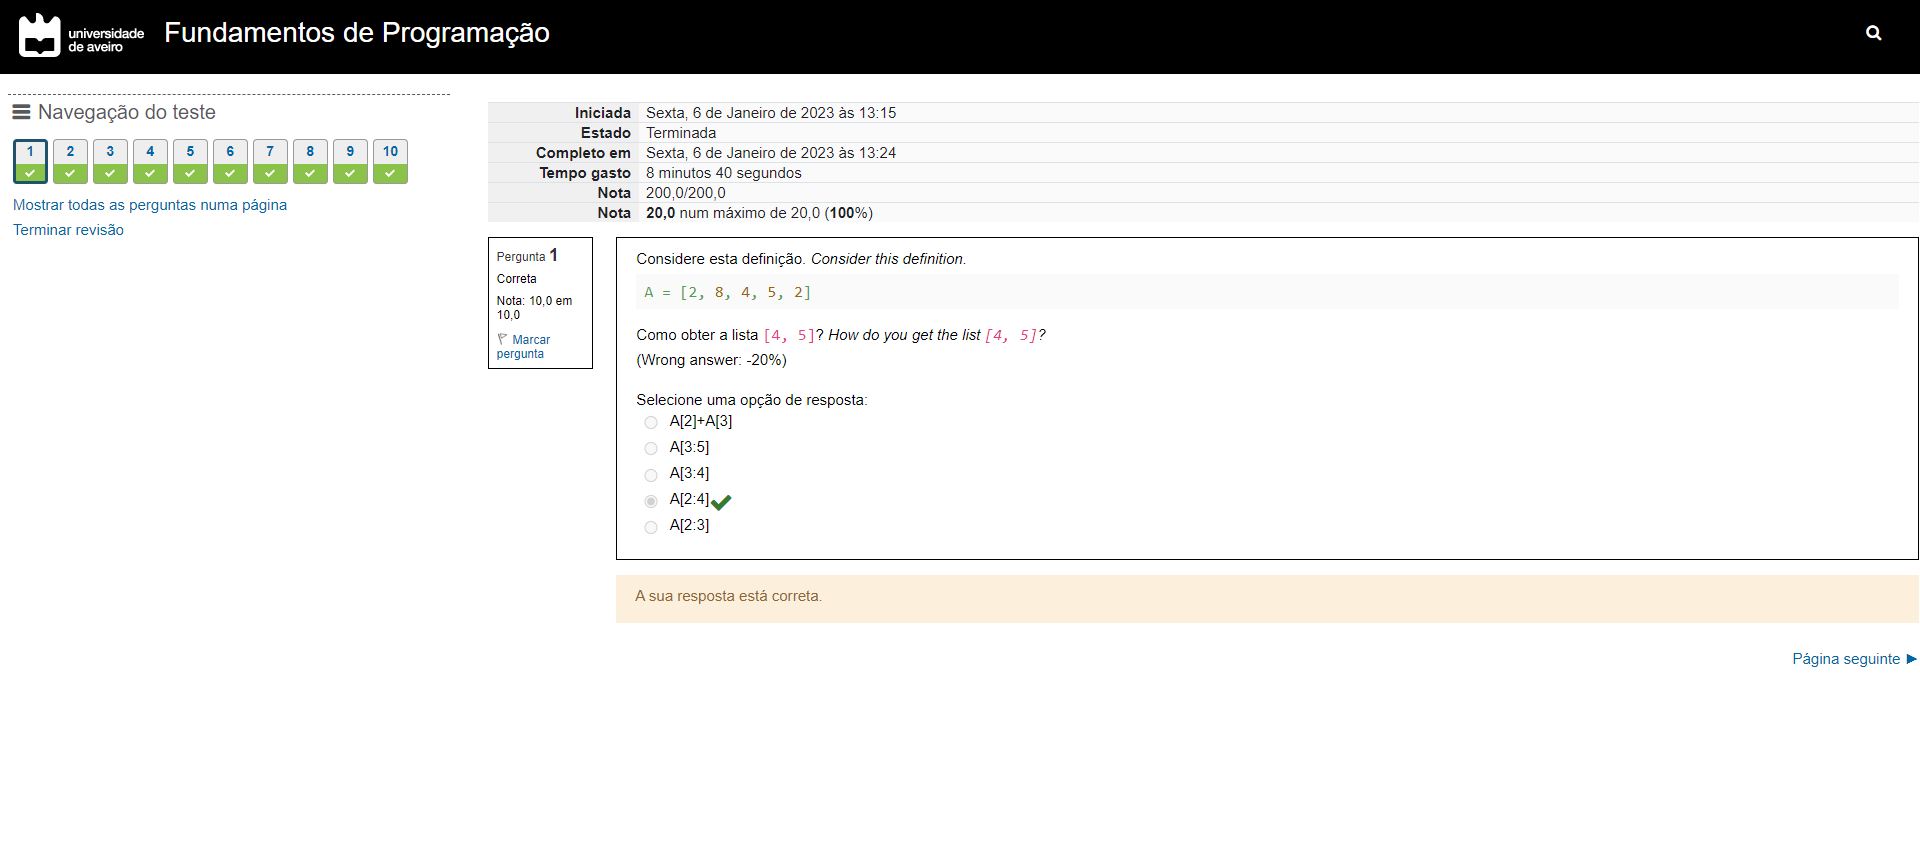 universidade
de aveiro
Fundamentos de Programação
Navegação do teste
1 2 3 4 5 6 7 8 9 10
Mostrar todas as perguntas numa página
Terminar revisão
Iniciada Sexta, 6 de Janeiro de 2023 às 13:15
Estado Terminada
Completo em Sexta, 6 de Janeiro de 2023 às 13:24
Tempo gasto 8 minutos 40 segundos
Nota 200,0/200,0
Nota 20,0 num máximo de 20,0 (100%)
Pergunta 1
Correta
Nota: 10,0 em
10,0
Marcar
pergunta
Considere esta definição. Consider this definition.
A = [2, 8, 4, 5, 2]
Como obter a lista [4, 5]? How do you get the list [4, 5]?
(Wrong answer: -20%)
Selecione uma opção de resposta:
A[2]+A[3]
A[3:5]
A[3:4]
A[2:4]
A[2:3]
A sua resposta está correta.
Página seguinte ►